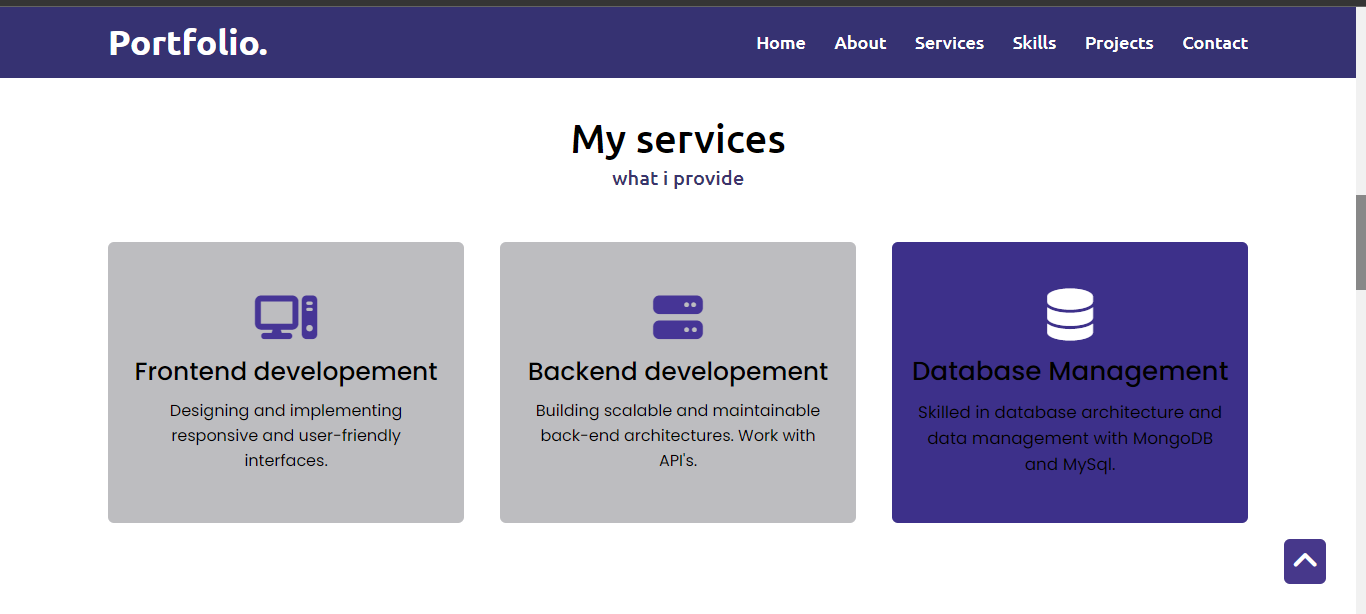 Portfolio.
Home About Services Skills Projects Contact
My services
what i provide
Frontend developement
Designing and implementing
responsive and user-friendly
interfaces.
Backend developement
Building scalable and maintainable
back-end architectures. Work with
API's.
Database Management
Skilled in database architecture and
data management with MongoDB
and MySql.